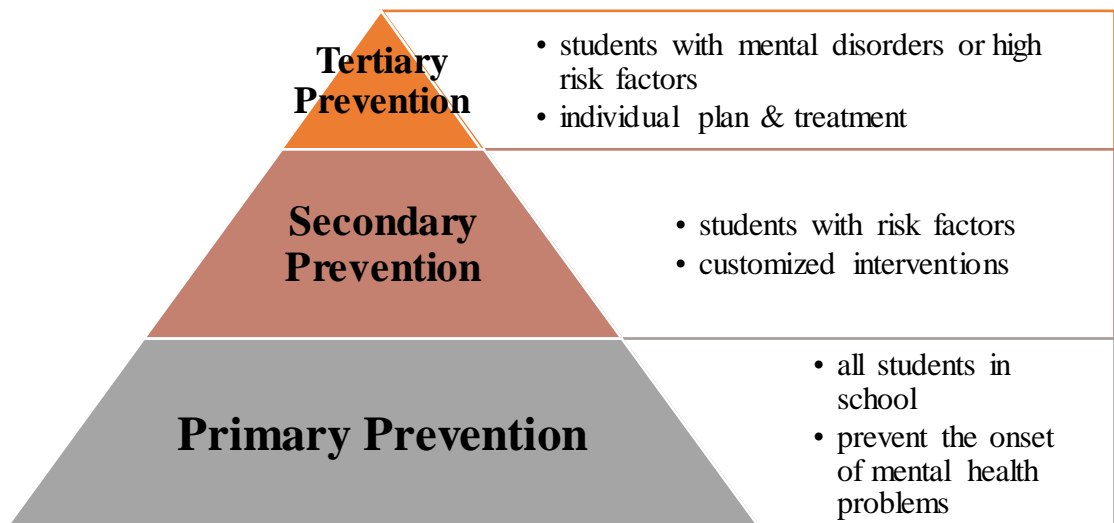 Tertiary
Prevention
• students with mental disorders or high
risk factors
• individual plan & treatment
Secondary
Prevention
• students with risk factors
• customized interventions
Primary Prevention
• all students in
school
• prevent the onset
of mental health
problems